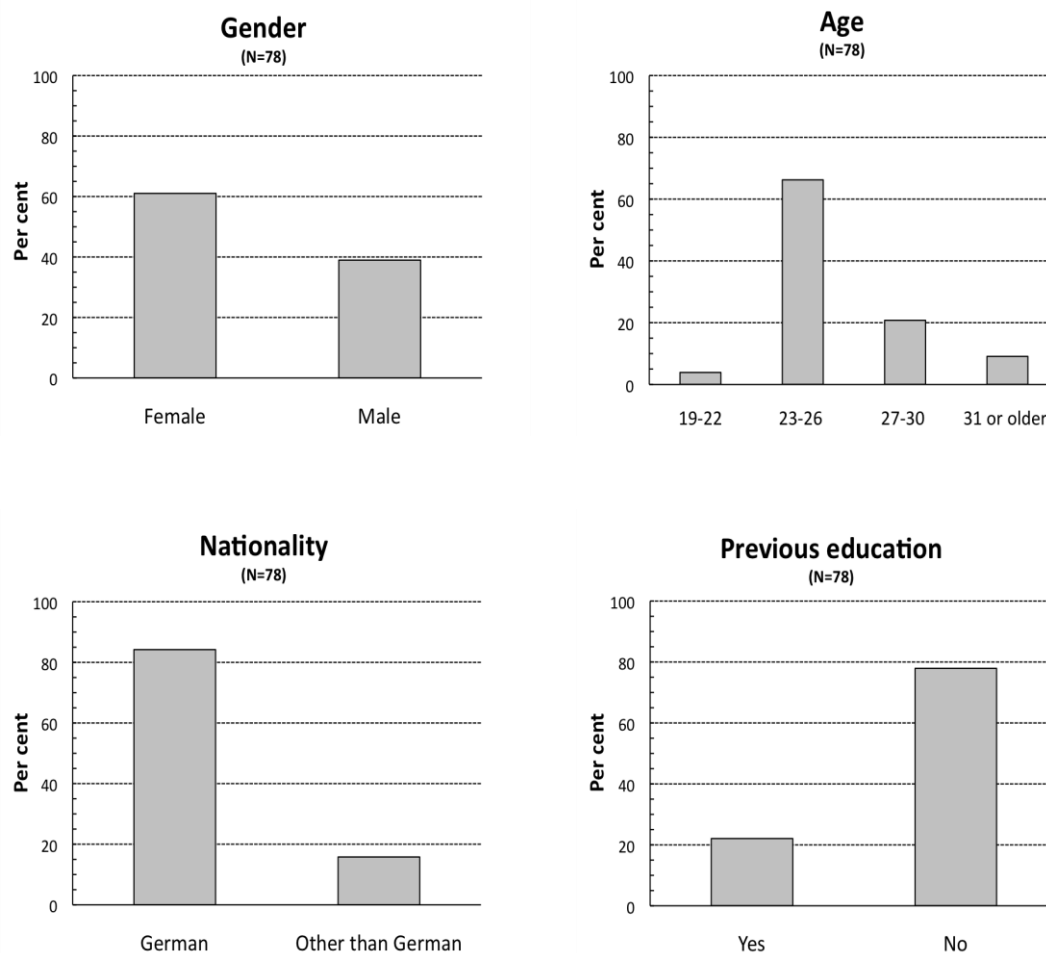 Gender
(N=78)
100
80
60
40
20
0
Per cent
Female Male
Age
(N=78)
100
80
60
40
20
0
Per cent
19-22 23-26 27-30 31 or older
Nationality
(N=78)
100
80
60
40
20
0
Per cent
German Other than German
Previous education
(N=78)
100
80
60
40
20
0
Per cent
Yes No